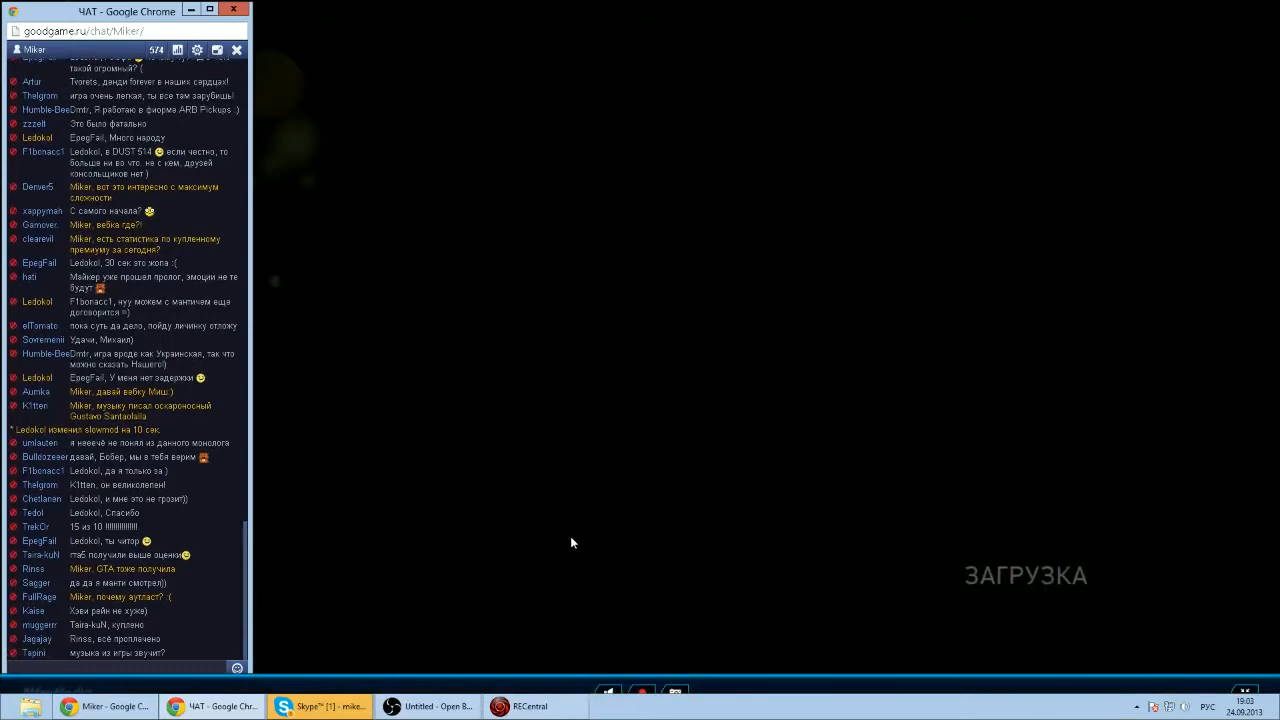 ЧАТ - Google Chrome
goodgame.ru/chat/Miker/
Miker 574
такой огромный? (
Artur Tvorets, денди forever в наших сердцах!
Thelgrom игра очень легкая, ты все там зарубишь!
Humble-Bee Dmtr, Я работаю в фиорме ARB Pickups :)
zzzelt Это было фатально
Ledokol EpegFail, Много народу
F1bonacc1 Ledokol, в DUST 514 если честно, то
больше ни во что. не с кем, друзей
консольщиков нет )
Denver5 Miker, вот это интересно с максимум
сложности
xappymah С самого начала?
Gamover. Miker, вебка где?!
clearevil Miker, есть статистика по купленному
премиуму за сегодня?
EpegFail Ledokol, 30 сек это жопа :(
hati Майкер уже прошел пролог, эмоции не те
будут
Ledokol F1bonacc1, нуу можем с мантичем еще
договорится =)
elTomato пока суть да дело, пойду личинку отложу
Sovremenii Удачи, Михаил)
Humble-Bee Dmtr, игра вроде как Украинская, так что
можно сказать Нашего!)
Ledokol EpegFail, У меня нет задержки
Aumka Miker, давай вебку Миш:)
K1tten Miker, музыку писал оскароносный
Gustavo Santaolalla
* Ledokol изменил slowmod на 10 сек.
umlauten я нееечё не понял из данного монолога
Bulldozeeer давай, Бобер, мы в тебя верим
F1bonacc1 Ledokol, да я только за )
Thelgrom K1tten, он великолепен!
Chetlanen Ledokol, и мне это не грозит))
Tedol Ledokol, Спасибо
TrekOr 15 из 10 !!!!!!!!!!!!!!!!
EpegFail Ledokol, ты читор
Taira-kuN гта5 получили выше оценки
Rinss Miker, GTA тоже получила
Sagger да да я манти смотрел))
FullRage Miker, почему аутласт? :(
Kaise Хэви рейн не хуже)
muggerrr Taira-kuN, куплено
Jagajay Rinss, всё проплачено
Tapini музыка из игры звучит?
ЗАГРУЗКА
Miker - Google C... ЧАТ - Google Chr... Skype™ [1] - mike... Untitled - Open B... RECentral РУС 19:03
24.09.2013